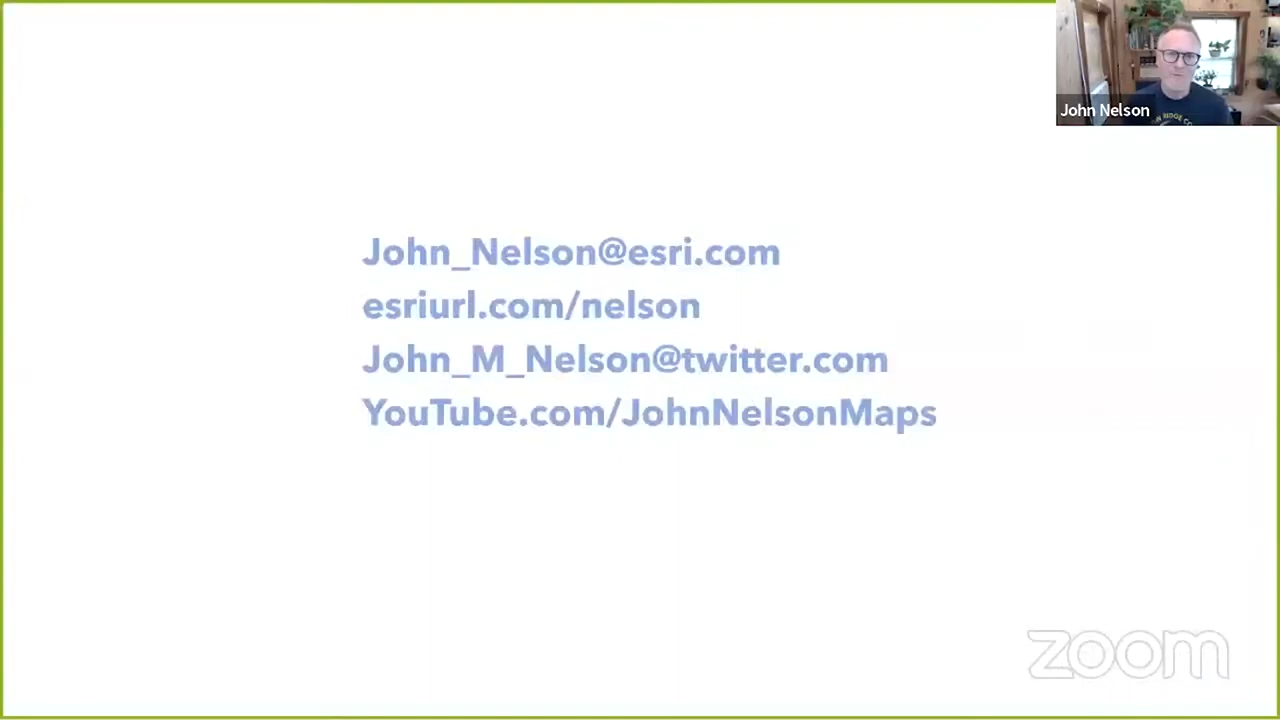 John Nelson
John_Nelson@esri.com
esriurl.com/nelson
John_M_Nelson@twitter.com
YouTube.com/JohnNelsonMaps
zoom